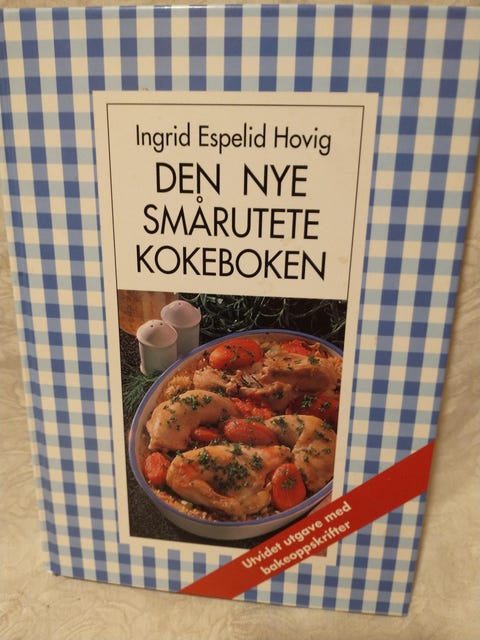 Ingrid Espelid Hovig
DEN NYE
SMÅRUTETE
KOKEBOKEN
Utvidet utgave med
bakeoppskrifter